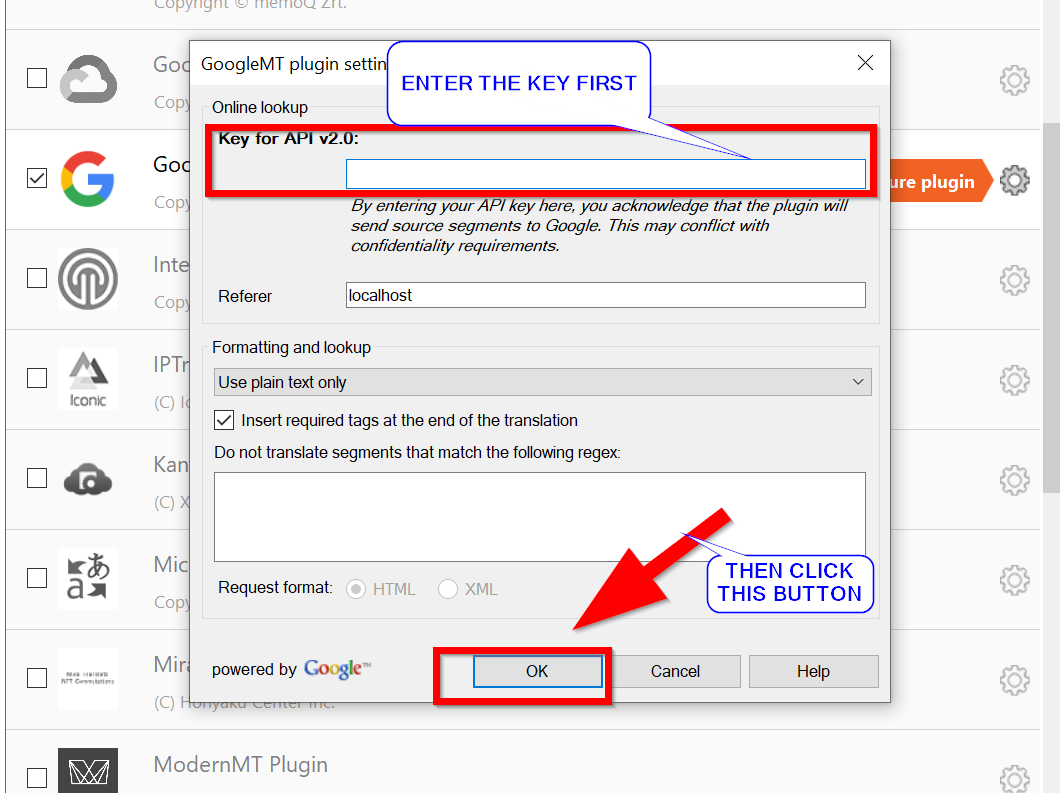 Copyright © memoQ Zrt.
Goo
Copy
GoogleMT plugin settin
ENTER THE KEY FIRST
Online lookup
Key for API v2.0:
Goo
Copy
ure plugin
By entering your API key here, you acknowledge that the plugin will
send source segments to Google. This may conflict with
confidentiality requirements.
Inte
Copy
Referer
localhost
Formatting and lookup
IPTr
Iconic
(C) Ic
Use plain text only
Insert required tags at the end of the translation
Do not translate segments that match the following regex:
Kan
(C) X
THEN CLICK
THIS BUTTON
Mic
Copy
Request format:
HTML
XML
あ
a
Mira
powered by Google™
OK
Cancel
Help
(C) Honyaku Center Inc.
ModernMT Plugin